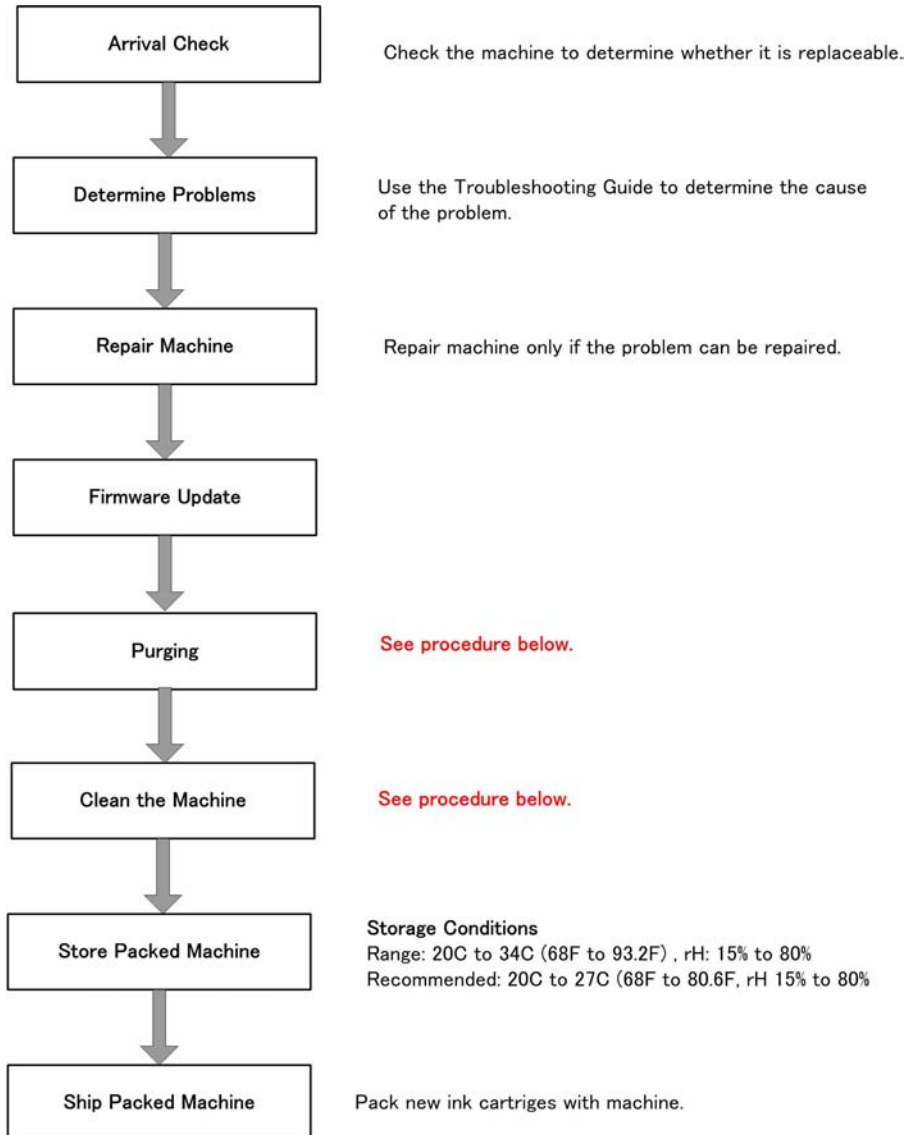 Arrival Check
Check the machine to determine whether it is replaceable.
Determine Problems
Use the Troubleshooting Guide to determine the cause
of the problem.
Repair Machine
Repair machine only if the problem can be repaired.
Firmware Update
Purging
See procedure below.
Clean the Machine
See procedure below.
Store Packed Machine
Storage Conditions
Range: 20C to 34C (68F to 93.2F) , rH: 15% to 80%
Recommended: 20C to 27C (68F to 80.6F, rH 15% to 80%
Ship Packed Machine
Pack new ink cartriges with machine.